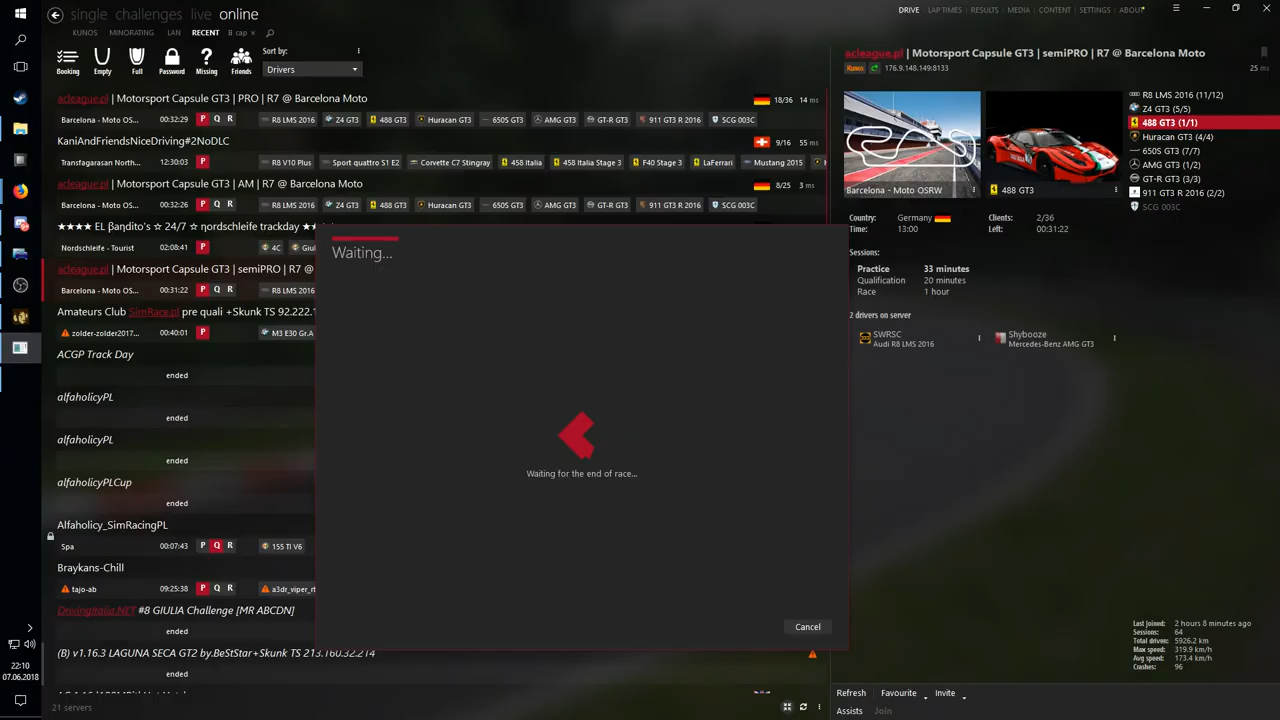 single challenges live online
DRIVE LAP TIMES RESULTS MEDIA CONTENT SETTINGS ABOUT
KUNOS MINORATING LAN RECENT cap
Booking Empty Full Password Missing Friends
Sort by:
Drivers
acleague.pl | Motorsport Capsule GT3 | PRO | R7 @ Barcelona Moto 18/36 14 ms
Barcelona - Moto OS... 00:32:29 P Q R R8 LMS 2016 Z4 GT3 488 GT3 Huracan GT3 650S GT3 AMG GT3 GT-R GT3 911 GT3 R 2016 SCG 003C
KaniAndFriendsNiceDriving#2NoDLC 9/16 55 ms
Transfagarasan North... 12:30:03 P R8 V10 Plus Sport quattro S1 E2 Corvette C7 Stingray 458 Italia 458 Italia Stage 3 F40 Stage 3 LaFerrari Mustang 2015
acleague.pl | Motorsport Capsule GT3 | AM | R7 @ Barcelona Moto 8/25 3 ms
Barcelona - Moto OS... 00:32:26 P Q R R8 LMS 2016 Z4 GT3 488 GT3 Huracan GT3 650S GT3 AMG GT3 GT-R GT3 911 GT3 R 2016 SCG 003C
★★★★ EL βαηdito's ☆ 24/7 ☆ ηordschleife trackday ★★
Nordschleife - Tourist 02:08:41 P 4C Giul
acleague.pl | Motorsport Capsule GT3 | semiPRO | R7 @
Barcelona - Moto OS... 00:31:22 P Q R R8 LMS 2016
Amateurs Club SimRace.pl pre quali +Skunk TS 92.222.1
zolder-zolder2017... 00:40:01 P M3 E30 Gr.A
ACGP Track Day
ended
alfaholicyPL
ended
alfaholicyPL
ended
alfaholicyPLCup
ended
Alfaholicy_SimRacingPL
Spa 00:07:43 P Q R 155 TI V6
Braykans-Chill
tajo-ab 09:25:38 P Q R a3dr_viper_rt
DrivingItalia.NET #8 GIULIA Challenge [MR ABCDN]
ended
(B) v1.16.3 LAGUNA SECA GT2 by.BeStStar+Skunk TS 213.160.32.214
ended
21 servers
Waiting...
Waiting for the end of race...
Cancel
acleague.pl | Motorsport Capsule GT3 | semiPRO | R7 @ Barcelona Moto
Kunos 176.9.148.149:8133 25 ms
Barcelona - Moto OSRW
488 GT3
R8 LMS 2016 (11/12)
Z4 GT3 (5/5)
488 GT3 (1/1)
Huracan GT3 (4/4)
650S GT3 (7/7)
AMG GT3 (1/2)
GT-R GT3 (3/3)
911 GT3 R 2016 (2/2)
SCG 003C
Country: Germany Clients: 2/36
Time: 13:00 Left: 00:31:22
Sessions:
Practice 33 minutes
Qualification 20 minutes
Race 1 hour
2 drivers on server
SWRSC
Audi R8 LMS 2016
Shybooze
Mercedes-Benz AMG GT3
Last joined: 2 hours 8 minutes ago
Sessions: 64
Total driven: 5926.2 km
Max speed: 319.9 km/h
Avg speed: 173.4 km/h
Crashes: 96
Refresh Favourite Invite
Assists Join
22:10
07.06.2018